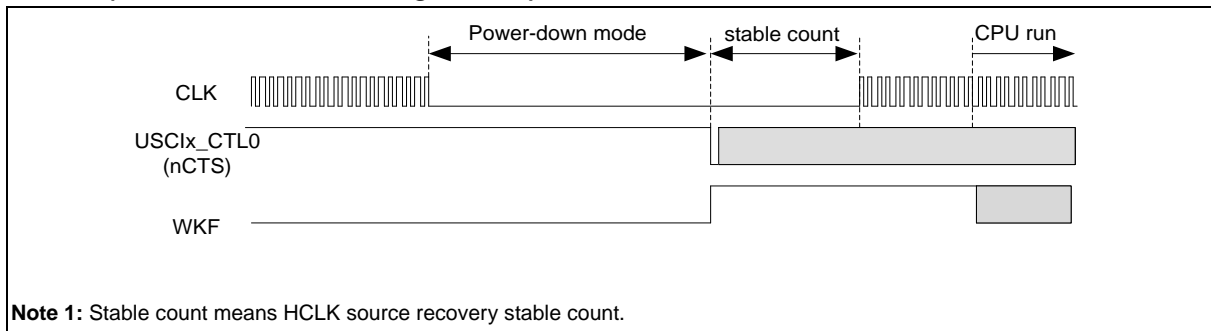 Power-down mode
stable count
CPU run
CLK
USCIx_CTL0
(nCTS)
WKF
Note 1: Stable count means HCLK source recovery stable count.